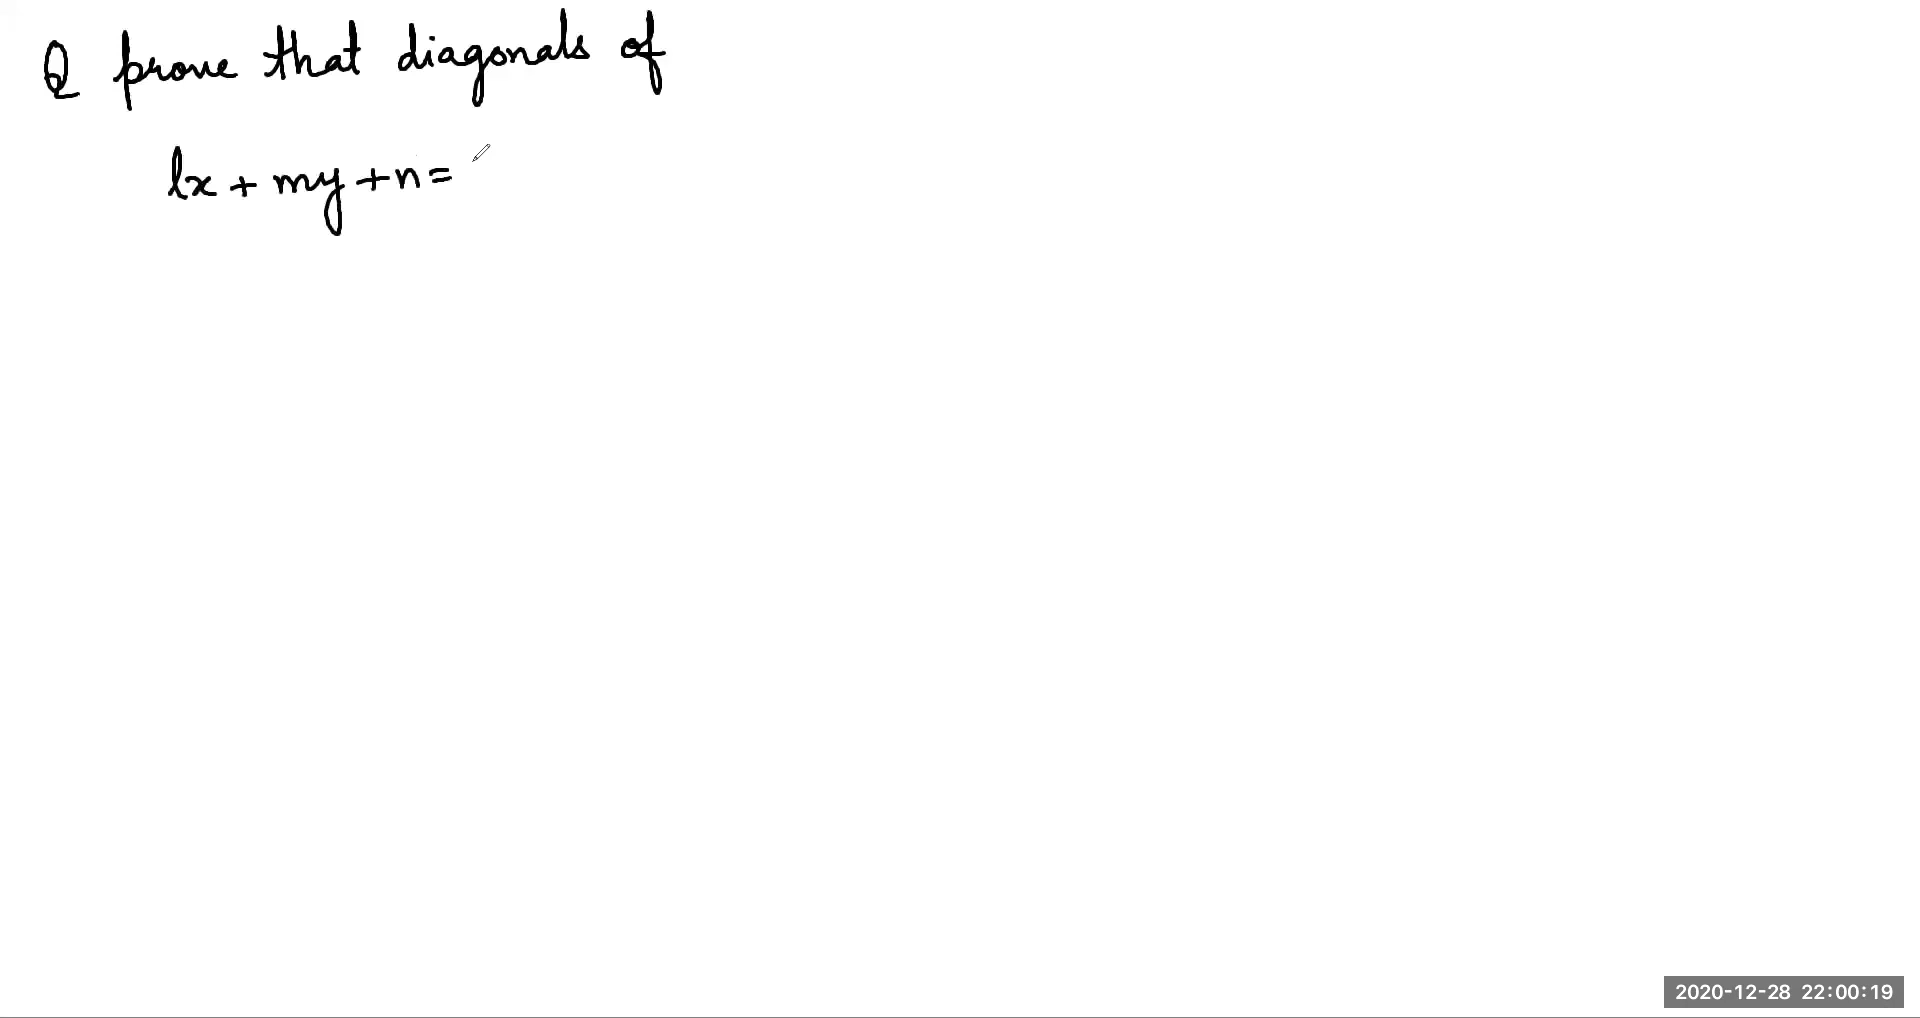 Q prove that diagonals of
lx + my + n =
2020-12-28 22:00:19